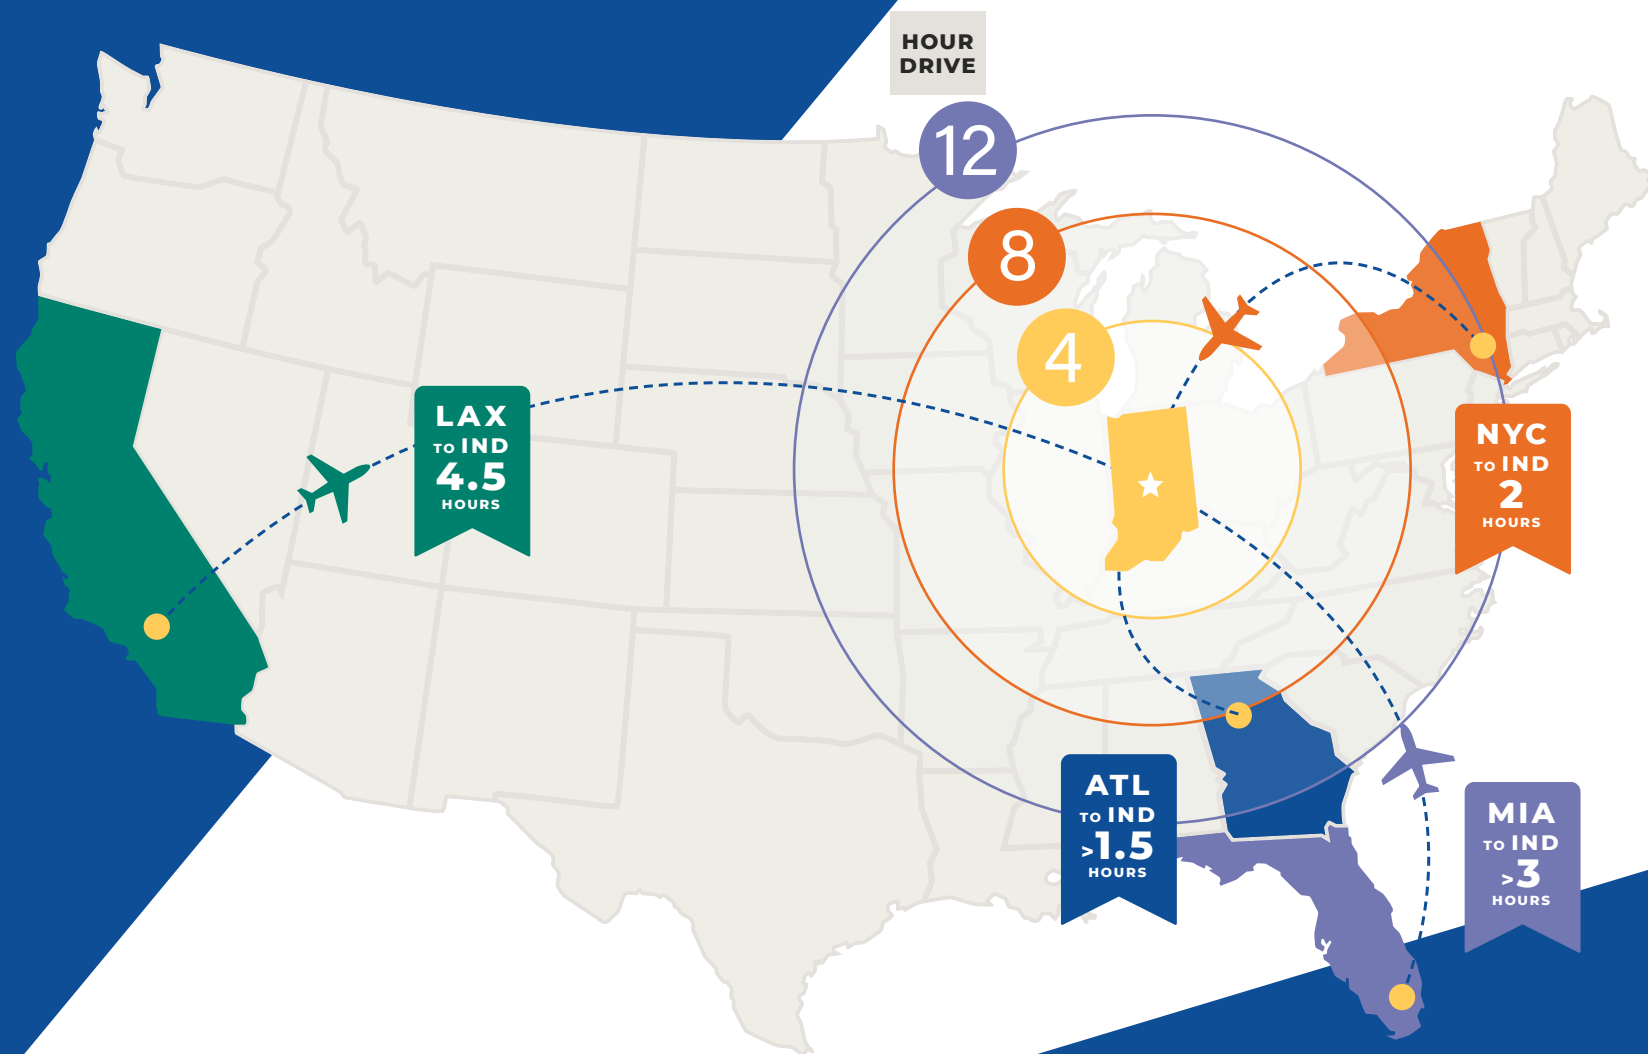 HOUR
DRIVE
12
8
4
LAX
TO IND
4.5
HOURS
NYC
TO IND
2
HOURS
ATL
TO IND
>1.5
HOURS
MIA
TO IND
>3
HOURS